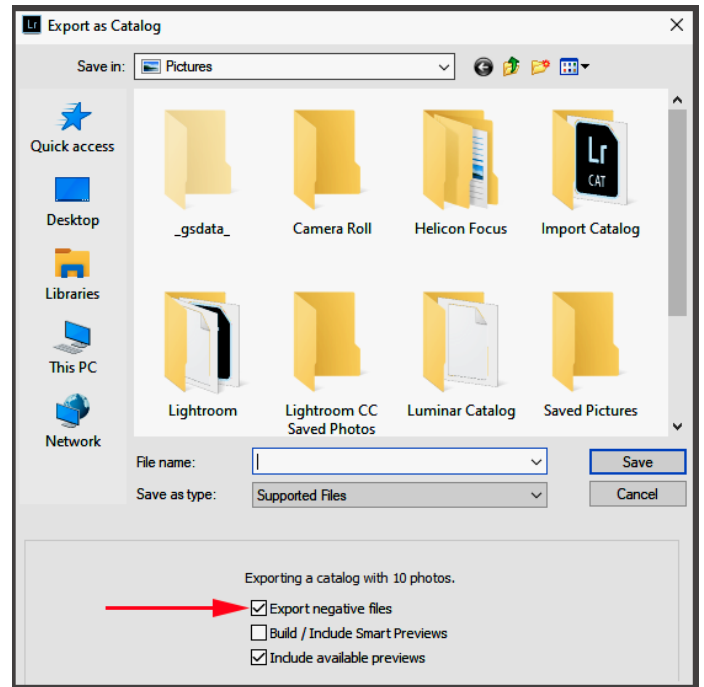 Lr Export as Catalog
Save in: Pictures
Quick access
Desktop
Libraries
This PC
Network
_gsdata_ Camera Roll Helicon Focus Import Catalog
Lr
CAT
Lightroom Lightroom CC Luminar Catalog Saved Pictures
Saved Photos
File name: Save
Save as type: Supported Files Cancel
Exporting a catalog with 10 photos.
Export negative files
Build / Include Smart Previews
Include available previews